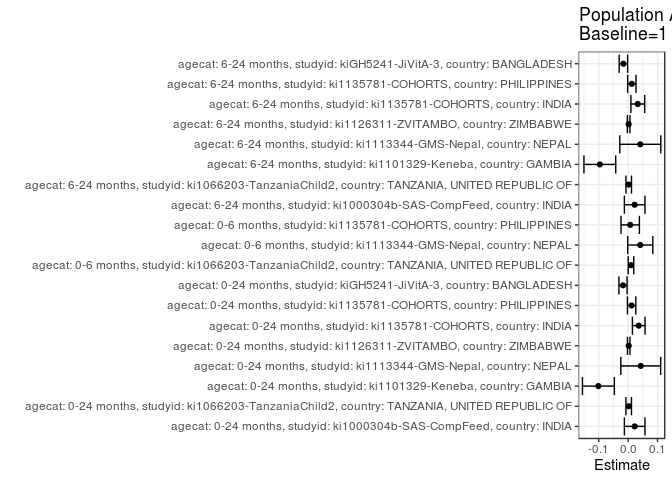 Population
Baseline=1
agecat: 6-24 months, studyid: kiGH5241-JiVitA-3, country: BANGLADESH
agecat: 6-24 months, studyid: ki1135781-COHORTS, country: PHILIPPINES
agecat: 6-24 months, studyid: ki1135781-COHORTS, country: INDIA
agecat: 6-24 months, studyid: ki1126311-ZVITAMBO, country: ZIMBABWE
agecat: 6-24 months, studyid: ki1113344-GMS-Nepal, country: NEPAL
agecat: 6-24 months, studyid: ki1101329-Keneba, country: GAMBIA
agecat: 6-24 months, studyid: ki1066203-TanzaniaChild2, country: TANZANIA, UNITED REPUBLIC OF
agecat: 6-24 months, studyid: ki1000304b-SAS-CompFeed, country: INDIA
agecat: 0-6 months, studyid: ki1135781-COHORTS, country: PHILIPPINES
agecat: 0-6 months, studyid: ki1113344-GMS-Nepal, country: NEPAL
agecat: 0-6 months, studyid: ki1066203-TanzaniaChild2, country: TANZANIA, UNITED REPUBLIC OF
agecat: 0-24 months, studyid: kiGH5241-JiVitA-3, country: BANGLADESH
agecat: 0-24 months, studyid: ki1135781-COHORTS, country: PHILIPPINES
agecat: 0-24 months, studyid: ki1135781-COHORTS, country: INDIA
agecat: 0-24 months, studyid: ki1126311-ZVITAMBO, country: ZIMBABWE
agecat: 0-24 months, studyid: ki1113344-GMS-Nepal, country: NEPAL
agecat: 0-24 months, studyid: ki1101329-Keneba, country: GAMBIA
agecat: 0-24 months, studyid: ki1066203-TanzaniaChild2, country: TANZANIA, UNITED REPUBLIC OF
agecat: 0-24 months, studyid: ki1000304b-SAS-CompFeed, country: INDIA
-0.1 0.0 0.1
Estimate